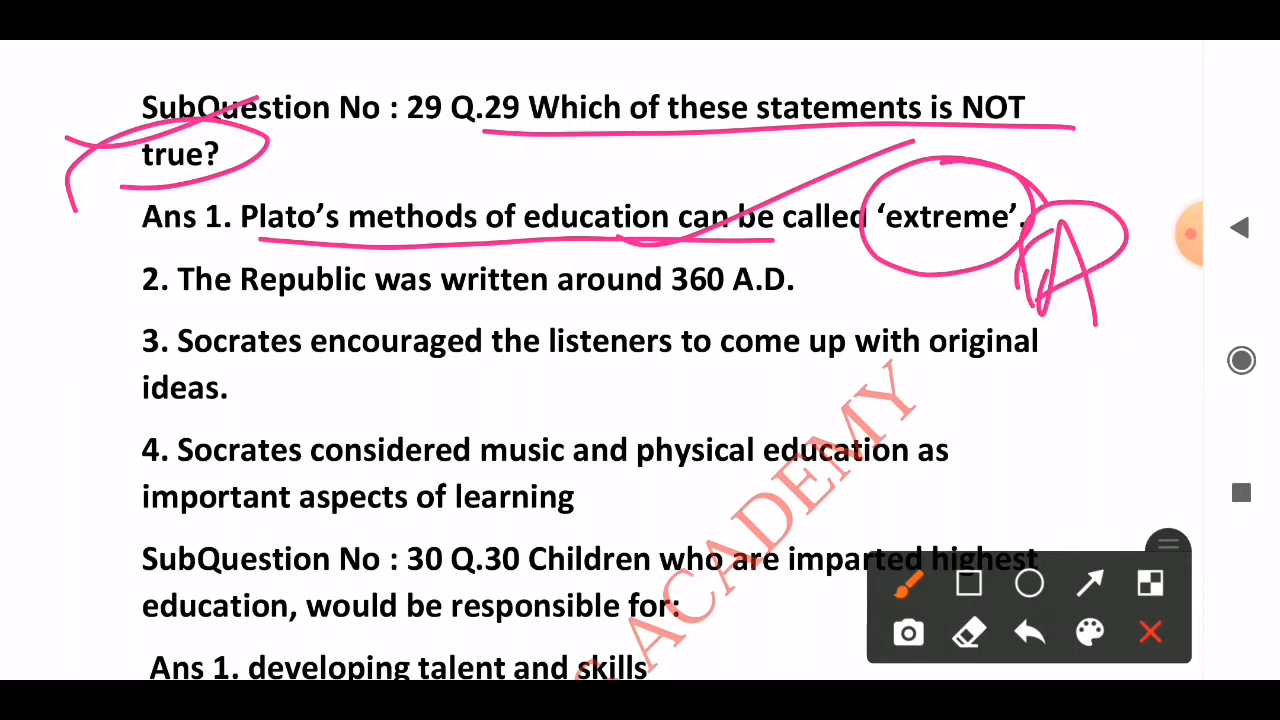 SubQuestion No : 29 Q.29 Which of these statements is NOT
true?
Ans 1. Plato’s methods of education can be called ‘extreme’.
A
2. The Republic was written around 360 A.D.
3. Socrates encouraged the listeners to come up with original
ideas.
4. Socrates considered music and physical education as
important aspects of learning
SubQuestion No : 30 Q.30 Children who are imparted highest
education, would be responsible for:
Ans 1. developing talent and skills
ACADEMY